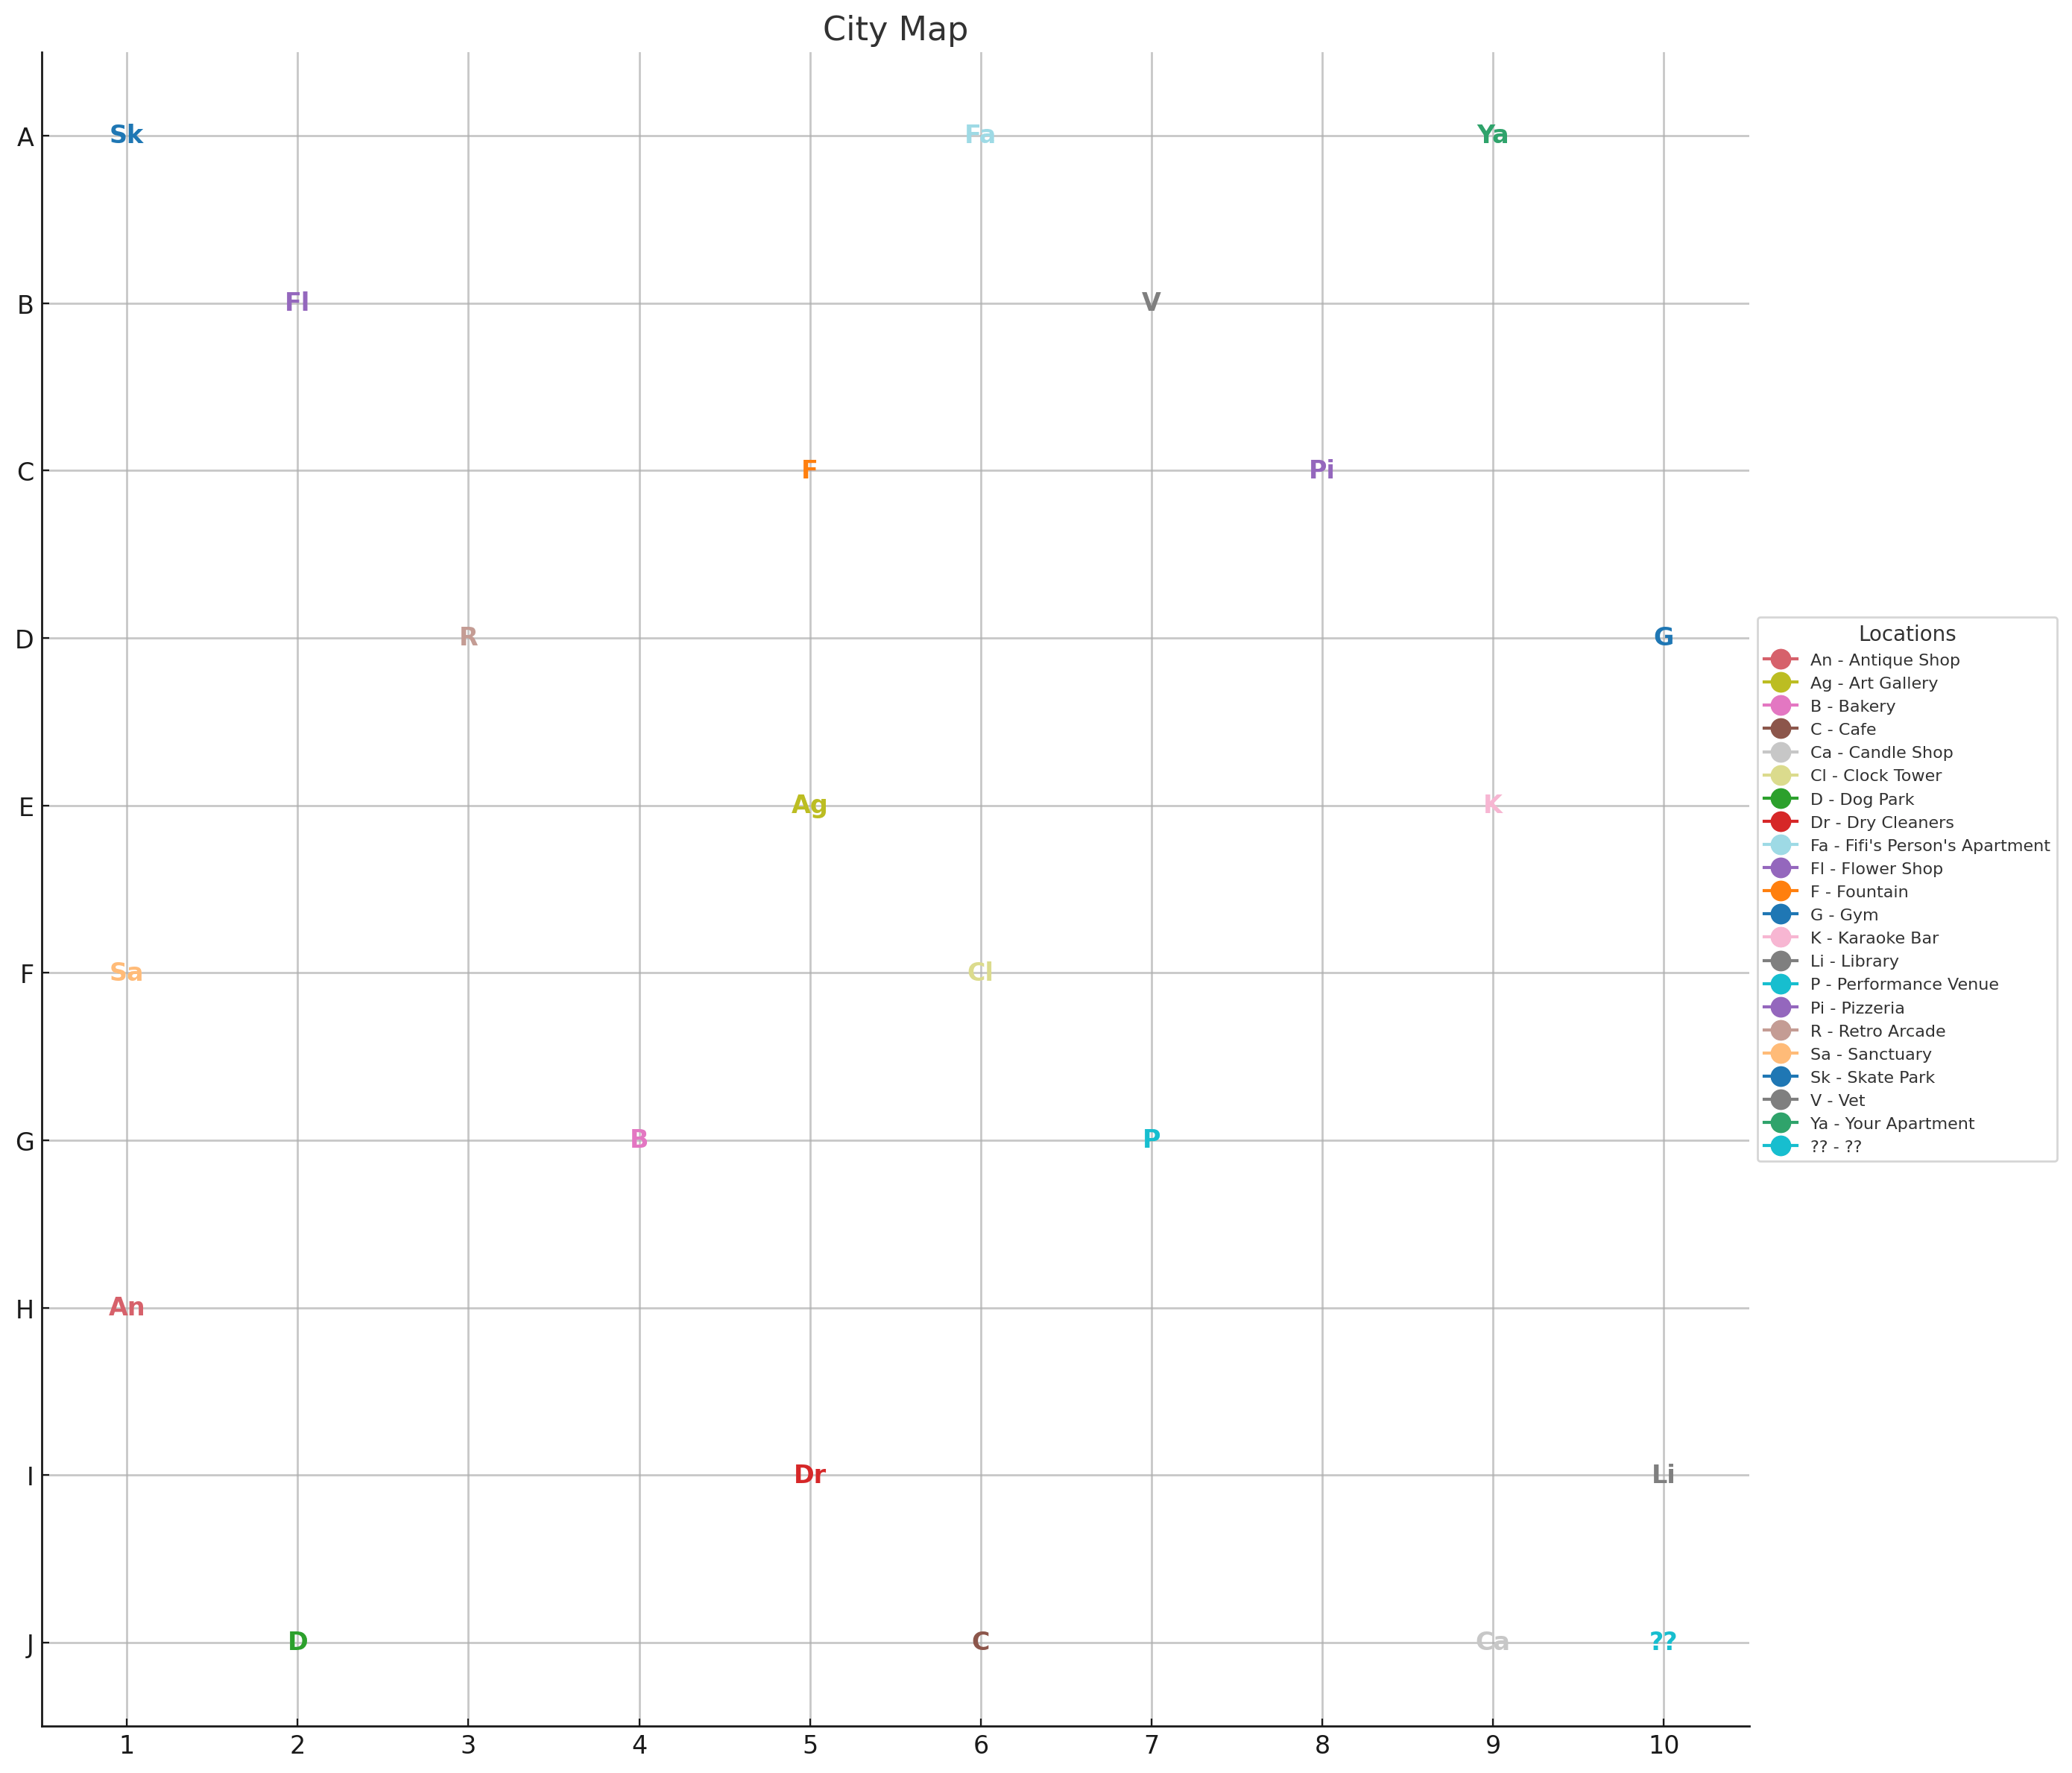 City Map
A
Sk
Fa
Ya
B
Fl
V
C
F
Pi
D
R
G
E
Ag
K
F
Sa
Cl
G
B
P
H
An
I
Dr
Li
J
D
C
Ca
??
1 2 3 4 5 6 7 8 9 10
Locations
An - Antique Shop
Ag - Art Gallery
B - Bakery
C - Cafe
Ca - Candle Shop
Cl - Clock Tower
D - Dog Park
Dr - Dry Cleaners
Fa - Fifi's Person's Apartment
Fl - Flower Shop
F - Fountain
G - Gym
K - Karaoke Bar
Li - Library
P - Performance Venue
Pi - Pizzeria
R - Retro Arcade
Sa - Sanctuary
Sk - Skate Park
V - Vet
Ya - Your Apartment
?? - ??